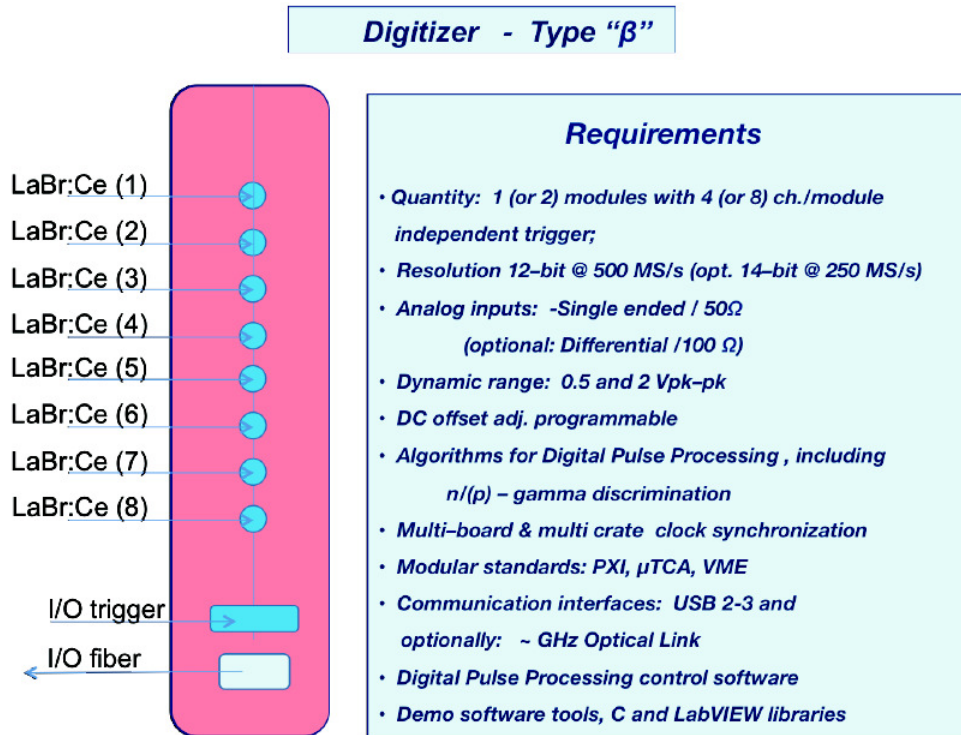 Digitizer - Type “β”
LaBr:Ce (1)
LaBr:Ce (2)
LaBr:Ce (3)
LaBr:Ce (4)
LaBr:Ce (5)
LaBr:Ce (6)
LaBr:Ce (7)
LaBr:Ce (8)
I/O trigger
I/O fiber
Requirements
• Quantity: 1 (or 2) modules with 4 (or 8) ch./module
independent trigger;
• Resolution 12–bit @ 500 MS/s (opt. 14–bit @ 250 MS/s)
• Analog inputs: -Single ended / 50Ω
(optional: Differential /100 Ω)
• Dynamic range: 0.5 and 2 Vpk–pk
• DC offset adj. programmable
• Algorithms for Digital Pulse Processing , including
n/(p) – gamma discrimination
• Multi–board & multi crate clock synchronization
• Modular standards: PXI, µTCA, VME
• Communication interfaces: USB 2-3 and
optionally: ~ GHz Optical Link
• Digital Pulse Processing control software
• Demo software tools, C and LabVIEW libraries